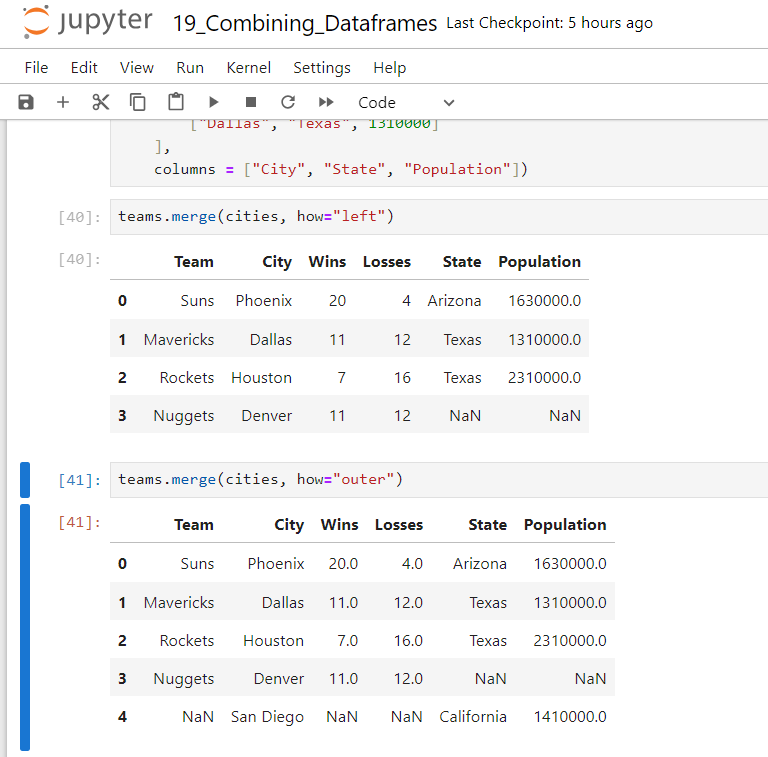 jupyter 19_Combining_Dataframes Last Checkpoint: 5 hours ago
File Edit View Run Kernel Settings Help
Code
["Dallas", "Texas", 1310000]
],
columns = ["City", "State", "Population"])
[40]: teams.merge(cities, how="left")
[40]: Team City Wins Losses State Population
0 Suns Phoenix 20 4 Arizona 1630000.0
1 Mavericks Dallas 11 12 Texas 1310000.0
2 Rockets Houston 7 16 Texas 2310000.0
3 Nuggets Denver 11 12 NaN NaN
[41]: teams.merge(cities, how="outer")
[41]: Team City Wins Losses State Population
0 Suns Phoenix 20.0 4.0 Arizona 1630000.0
1 Mavericks Dallas 11.0 12.0 Texas 1310000.0
2 Rockets Houston 7.0 16.0 Texas 2310000.0
3 Nuggets Denver 11.0 12.0 NaN NaN
4 NaN San Diego NaN NaN California 1410000.0